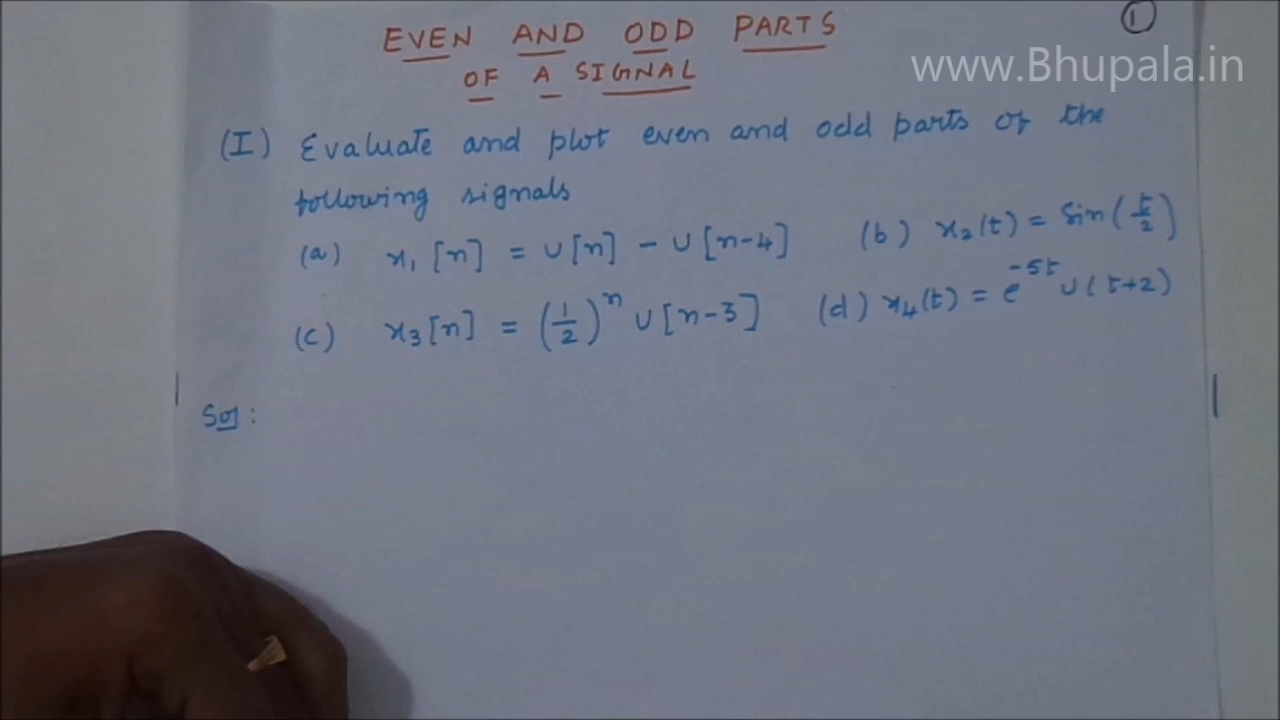 EVEN AND ODD PARTS
OF A SIGNAL
1
www.Bhupala.in
(I) Evaluate and plot even and odd parts of the
following signals
(a) x₁[n] = U[n] - U[n-4] (b) x₂(t) = Sin(t/2)
(c) x₃[n] = (1/2)ⁿ U[n-3] (d) x₄(t) = e^-5t U(t+2)
Sol: